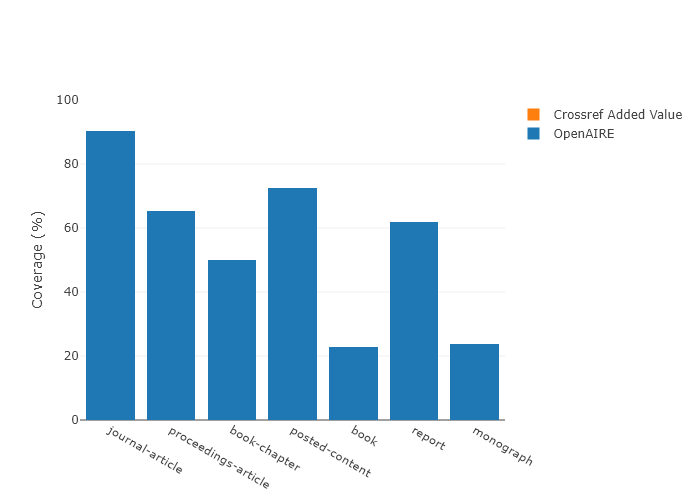 100
80
60
40
20
0
Coverage (%)
journal-article
proceedings-article
book-chapter
posted-content
book
report
monograph
Crossref Added Value
OpenAIRE